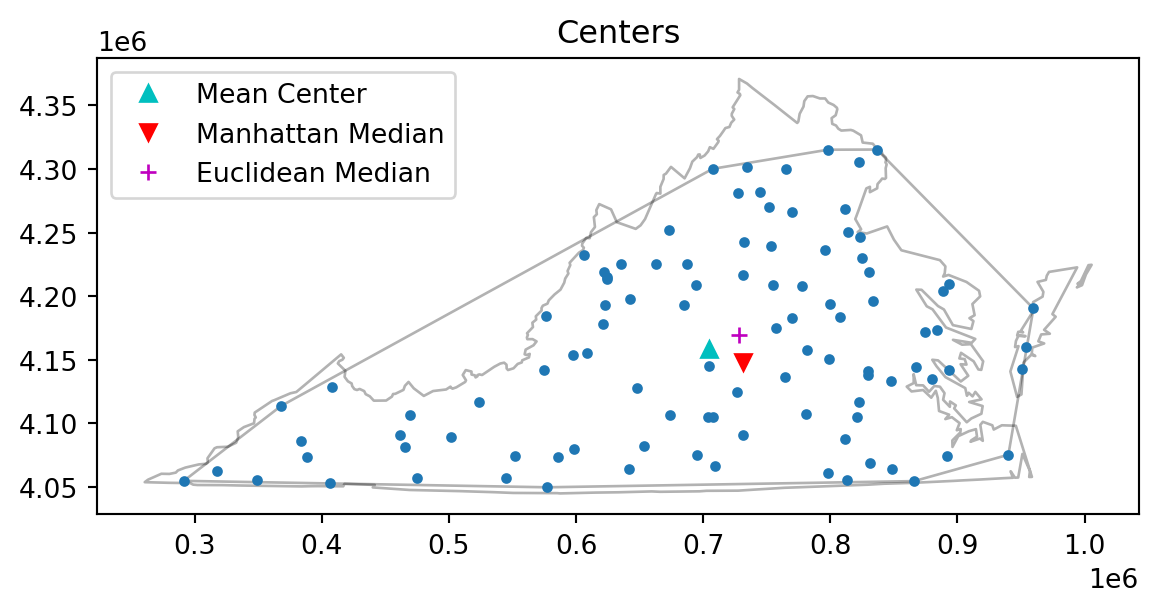 Centers
1e6
Mean Center
Manhattan Median
Euclidean Median
4.35
4.30
4.25
4.20
4.15
4.10
4.05
0.3 0.4 0.5 0.6 0.7 0.8 0.9 1.0
1e6